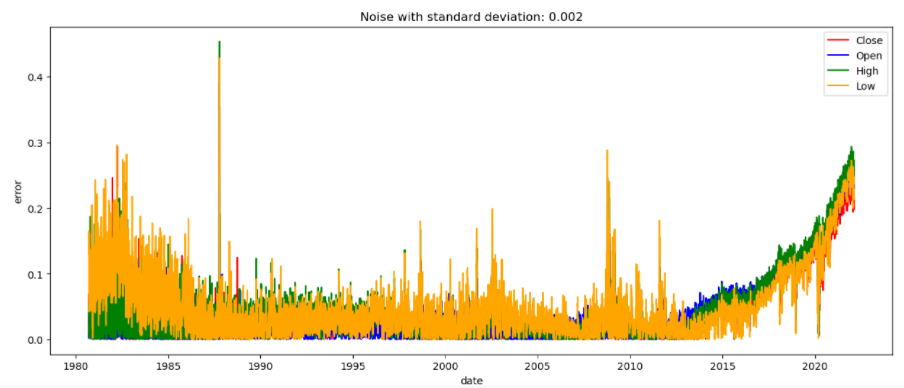 Noise with standard deviation: 0.002
Close
Open
High
Low
0.4
0.3
0.2
0.1
0.0
error
1980 1985 1990 1995 2000 2005 2010 2015 2020
date